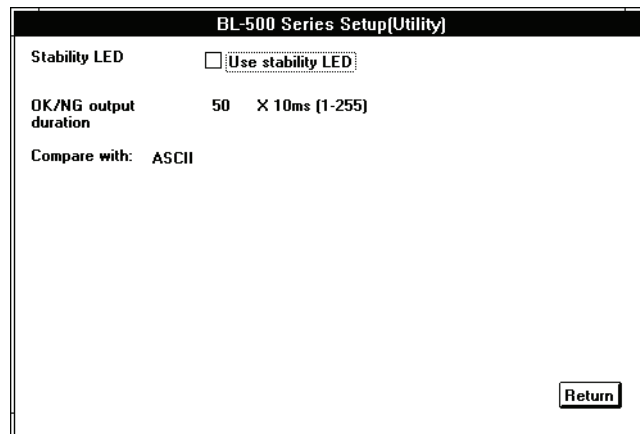 BL-500 Series Setup(Utility)
Stability LED
Use stability LED
OK/NG output duration
50 X 10ms (1-255)
Compare with: ASCII
Return